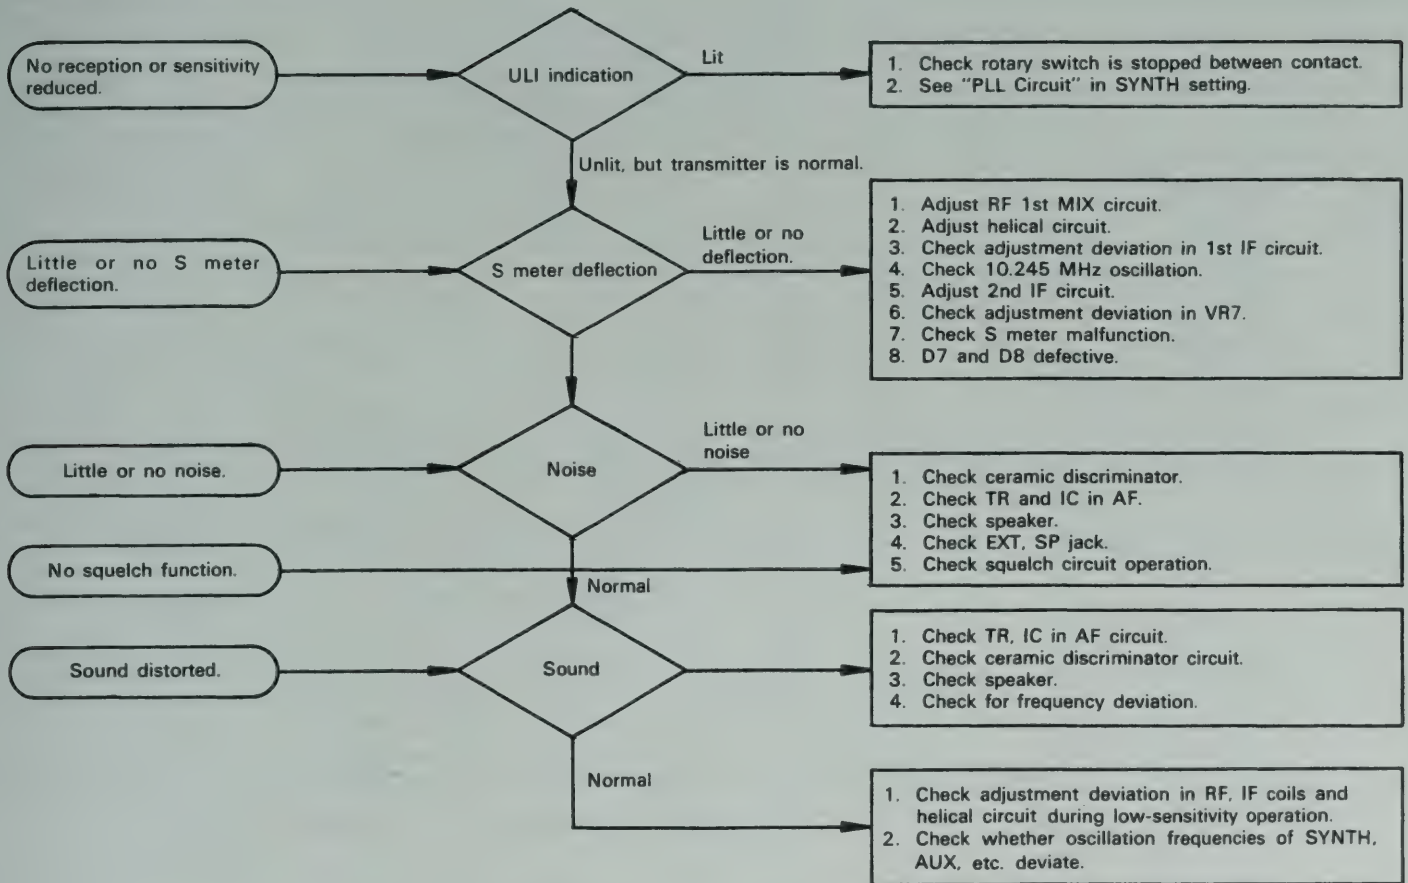 No reception or sensitivity
reduced.
ULI indication
Lit
1. Check rotary switch is stopped between contact.
2. See "PLL Circuit" in SYNTH setting.
Unlit, but transmitter is normal.
Little or no S meter
deflection.
S meter deflection
Little or no
deflection.
1. Adjust RF 1st MIX circuit.
2. Adjust helical circuit.
3. Check adjustment deviation in 1st IF circuit.
4. Check 10.245 MHz oscillation.
5. Adjust 2nd IF circuit.
6. Check adjustment deviation in VR7.
7. Check S meter malfunction.
8. D7 and D8 defective.
Little or no noise.
Noise
Little or no
noise
1. Check ceramic discriminator.
2. Check TR and IC in AF.
3. Check speaker.
4. Check EXT, SP jack.
5. Check squelch circuit operation.
No squelch function.
Normal
Sound distorted.
Sound
1. Check TR, IC in AF circuit.
2. Check ceramic discriminator circuit.
3. Check speaker.
4. Check for frequency deviation.
Normal
1. Check adjustment deviation in RF, IF coils and
helical circuit during low-sensitivity operation.
2. Check whether oscillation frequencies of SYNTH,
AUX, etc. deviate.